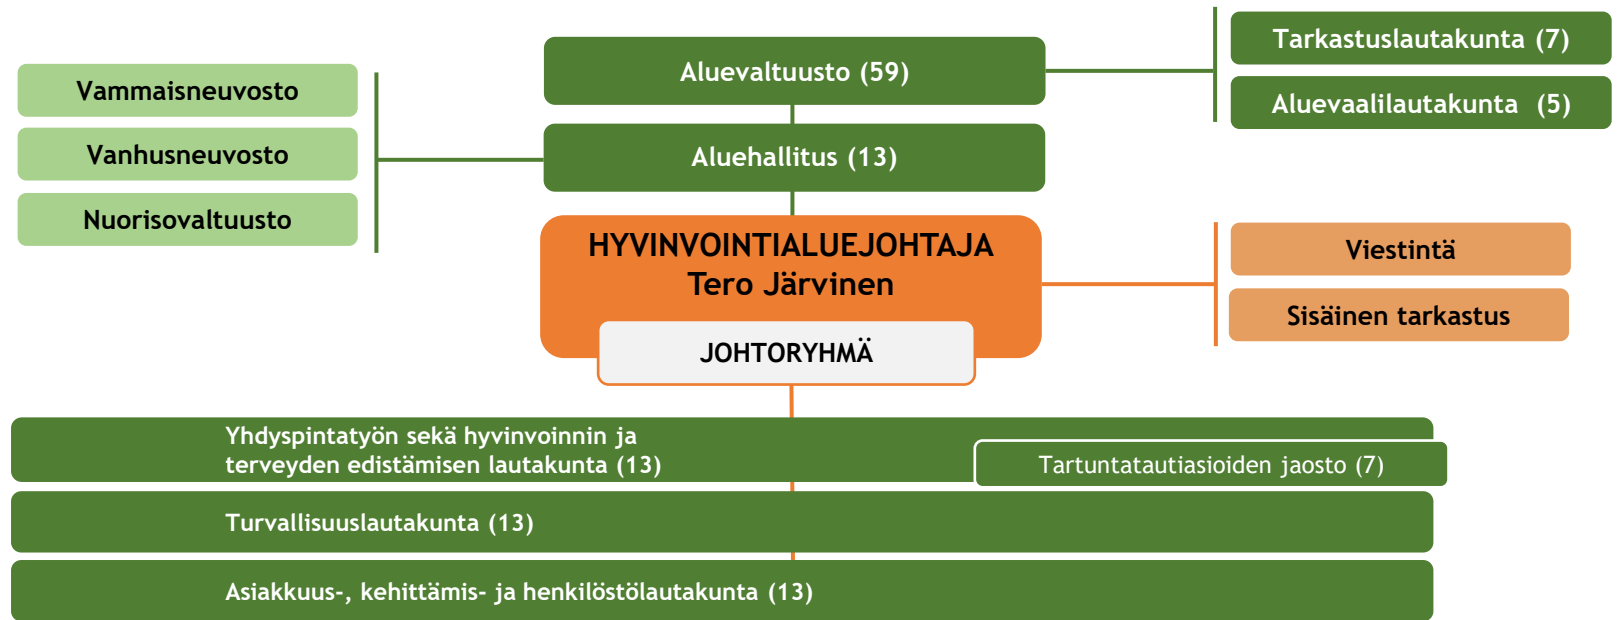 Vammaisneuvosto
Vanhusneuvosto
Nuorisovaltuusto
Aluevaltuusto (59)
Aluehallitus (13)
Tarkastuslautakunta (7)
Aluevaalilautakunta (5)
HYVINVOINTIALUEJOHTAJA
Tero Järvinen
JOHTORYHMÄ
Viestintä
Sisäinen tarkastus
Yhdyspintatyön sekä hyvinvoinnin ja
terveyden edistämisen lautakunta (13)
Tartuntatautiasioiden jaosto (7)
Turvallisuuslautakunta (13)
Asiakkuus-, kehittämis- ja henkilöstölautakunta (13)